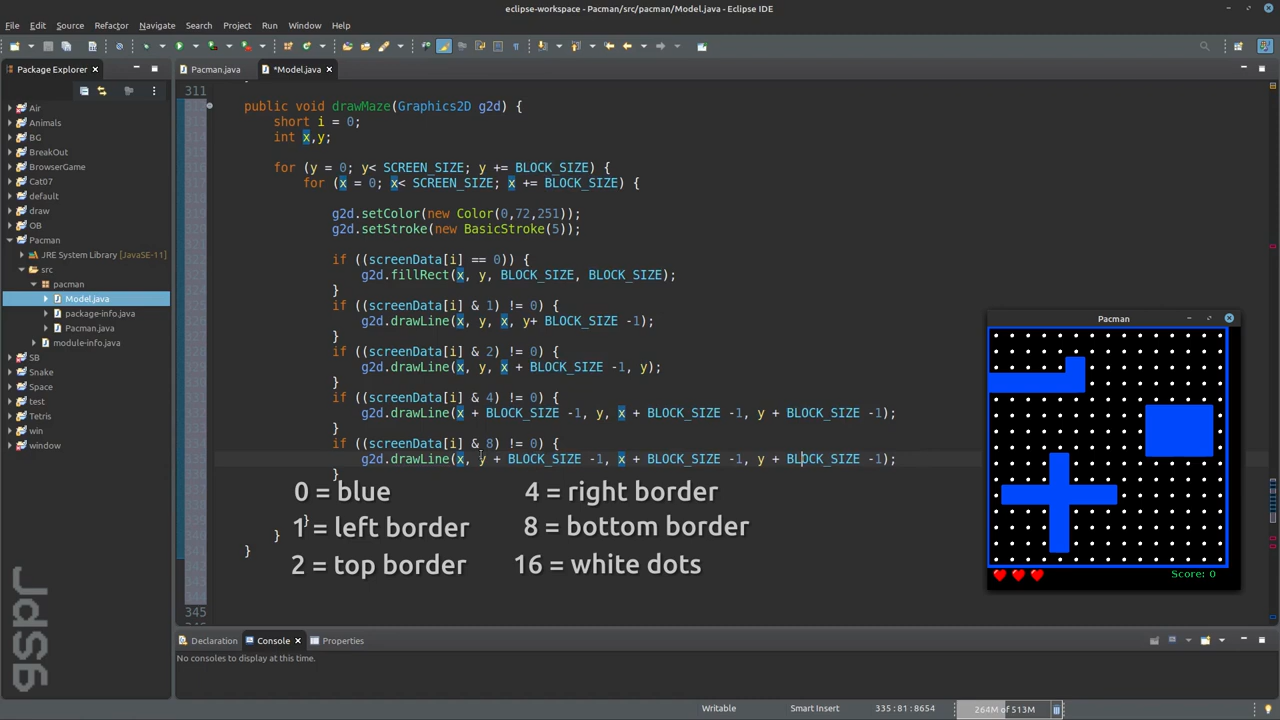 eclipse-workspace - Pacman/src/pacman/Model.java - Eclipse IDE
File Edit Source Refactor Navigate Search Project Run Window Help
Package Explorer
Pacman.java
*Model.java
Air
Animals
BG
BreakOut
BrowserGame
Cat07
default
draw
OB
Pacman
JRE System Library [JavaSE-11]
src
pacman
Model.java
package-info.java
Pacman.java
module-info.java
SB
Snake
Space
test
Tetris
win
window
311
public void drawMaze(Graphics2D g2d) {
short i = 0;
int x,y;
for (y = 0; y< SCREEN_SIZE; y += BLOCK_SIZE) {
for (x = 0; x< SCREEN_SIZE; x += BLOCK_SIZE) {
g2d.setColor(new Color(0,72,251));
g2d.setStroke(new BasicStroke(5));
if ((screenData[i] == 0)) {
g2d.fillRect(x, y, BLOCK_SIZE, BLOCK_SIZE);
}
if ((screenData[i] & 1) != 0) {
g2d.drawLine(x, y, x, y+ BLOCK_SIZE -1);
}
if ((screenData[i] & 2) != 0) {
g2d.drawLine(x, y, x + BLOCK_SIZE -1, y);
}
if ((screenData[i] & 4) != 0) {
g2d.drawLine(x + BLOCK_SIZE -1, y, x + BLOCK_SIZE -1, y + BLOCK_SIZE -1);
}
if ((screenData[i] & 8) != 0) {
g2d.drawLine(x, y + BLOCK_SIZE -1, x + BLOCK_SIZE -1, y + BLOCK_SIZE -1);
}
}
}
}
345
0 = blue
1 = left border
2 = top border
4 = right border
8 = bottom border
16 = white dots
Pacman
Score: 0
JaSG
Declaration
Console
Properties
No consoles to display at this time.
Writable
Smart Insert
335 : 81 : 8654
264M of 513M